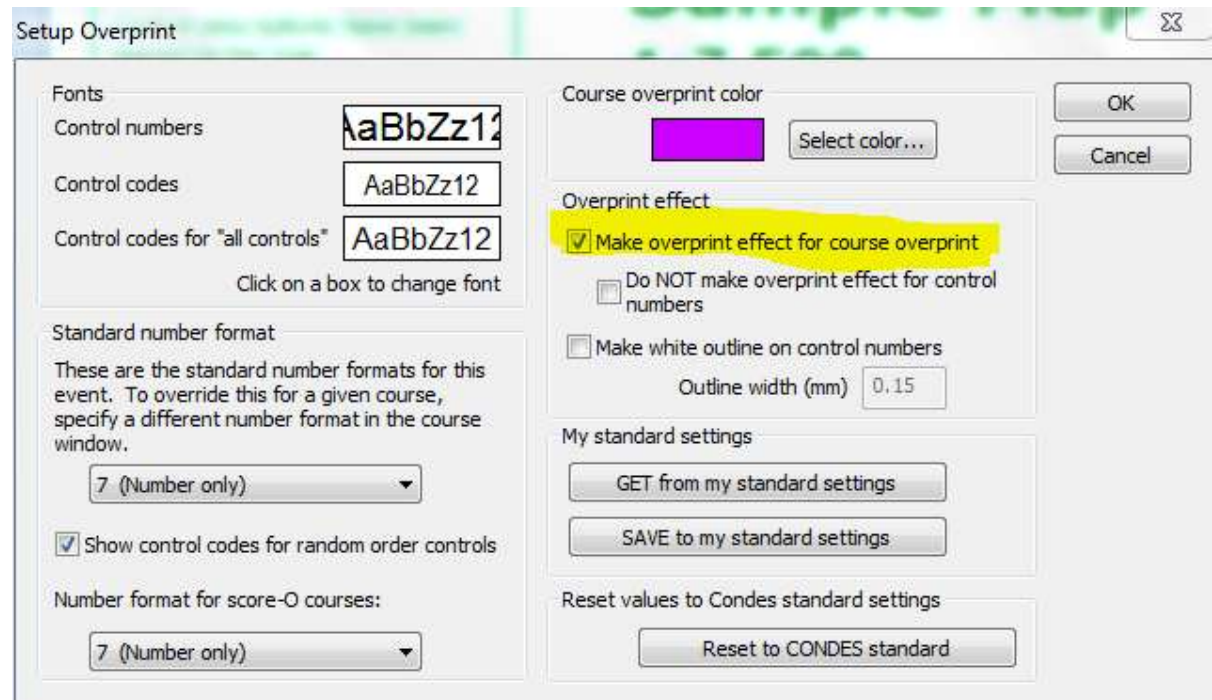 Setup Overprint
Sample Map
Fonts
Control numbers
AaBbZz12
Control codes
AaBbZz12
Control codes for "all controls"
AaBbZz12
Click on a box to change font
Standard number format
These are the standard number formats for this
event. To override this for a given course,
specify a different number format in the course
window.
7 (Number only)
Show control codes for random order controls
Number format for score-O courses:
7 (Number only)
Course overprint color
Select color...
Overprint effect
Make overprint effect for course overprint
Do NOT make overprint effect for control
numbers
Make white outline on control numbers
Outline width (mm) 0.15
My standard settings
GET from my standard settings
SAVE to my standard settings
Reset values to Condes standard settings
Reset to CONDES standard
OK
Cancel